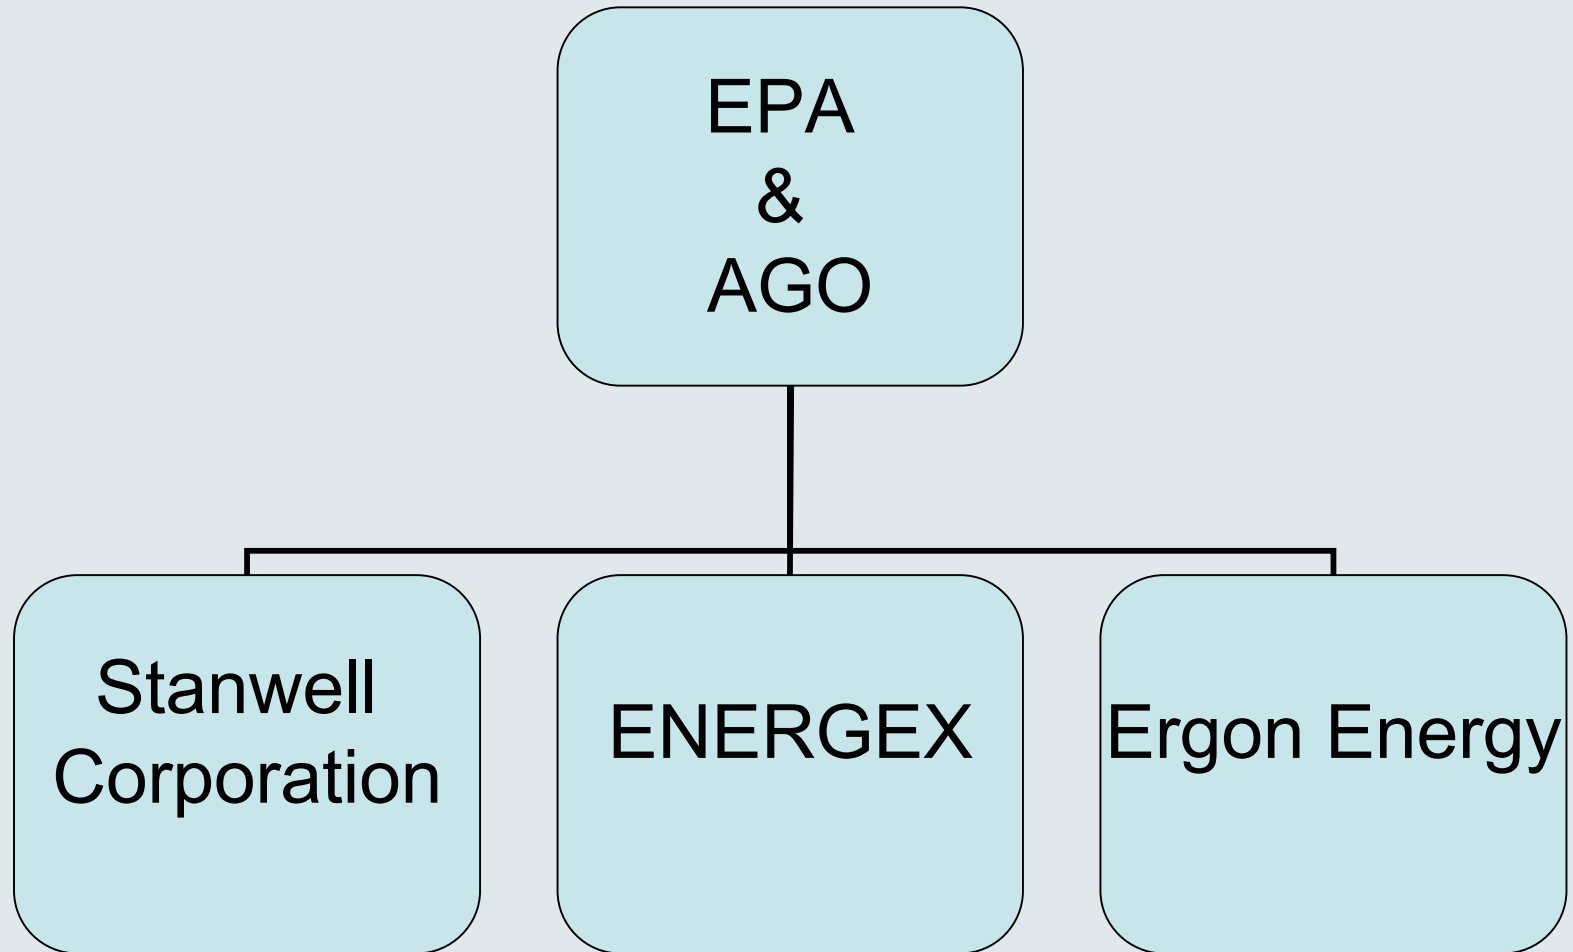 EPA
&
AGO
Stanwell
Corporation
ENERGEX
Ergon Energy